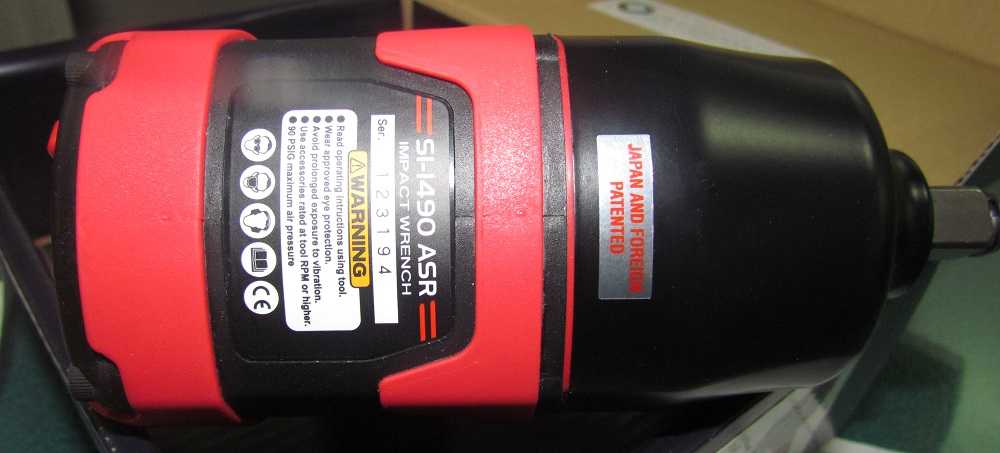 SI-1490 ASR
IMPACT WRENCH
Ser. 123194
WARNING
Read operating intructions using tool.
Wear approved eye protection.
Avoid prolonged exposure to vibration.
Use accessories rated at tool RPM or higher.
90 PSIG maximum air pressure
CE
JAPAN AND FOREIGN
PATENTED